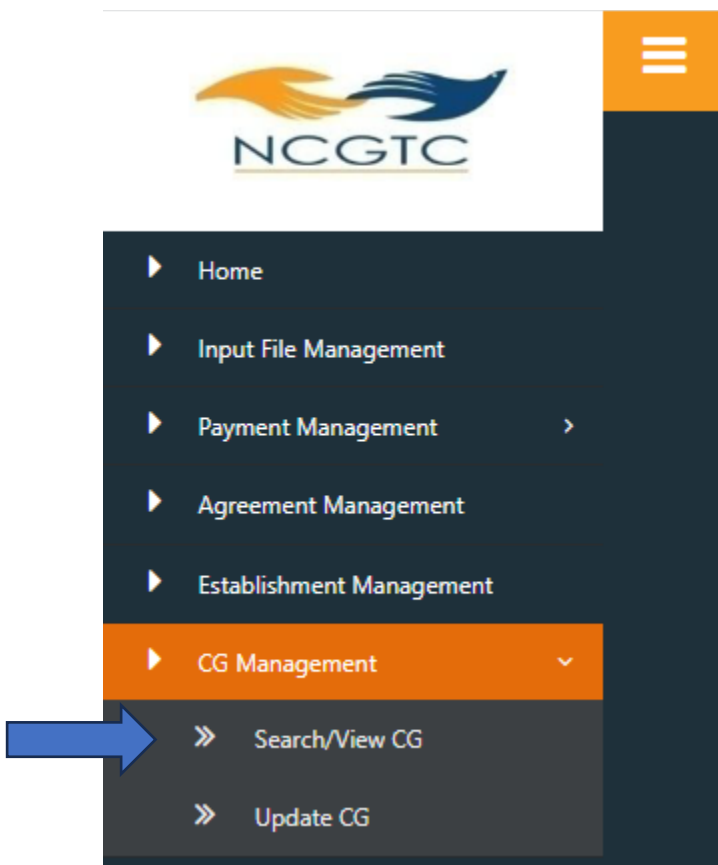 NCGTC
Home
Input File Management
Payment Management
Agreement Management
Establishment Management
CG Management
Search/View CG
Update CG